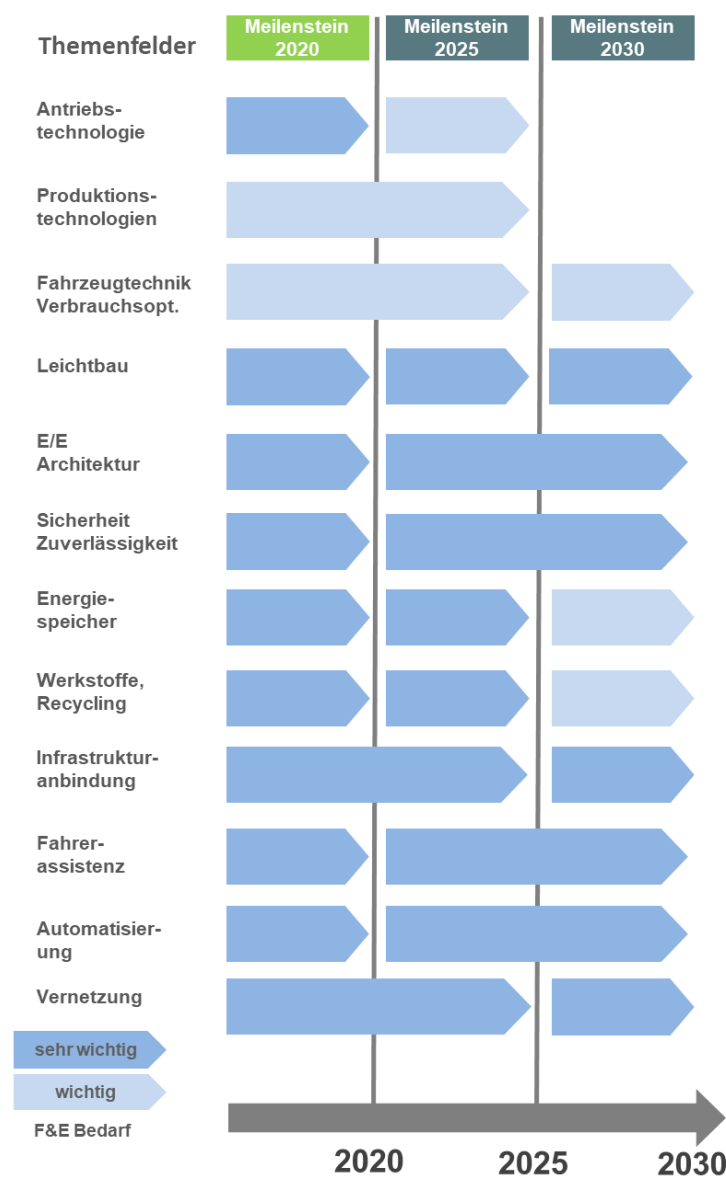 Themenfelder
Meilenstein
2020
Meilenstein
2025
Meilenstein
2030
Antriebs-
technologie
Produktions-
technologien
Fahrzeugtechnik
Verbrauchsopt.
Leichtbau
E/E
Architektur
Sicherheit
Zuverlässigkeit
Energie-
speicher
Werkstoffe,
Recycling
Infrastruktur-
anbindung
Fahrer-
assistenz
Automatisier-
ung
Vernetzung
sehr wichtig
wichtig
F&E Bedarf
2020
2025
2030